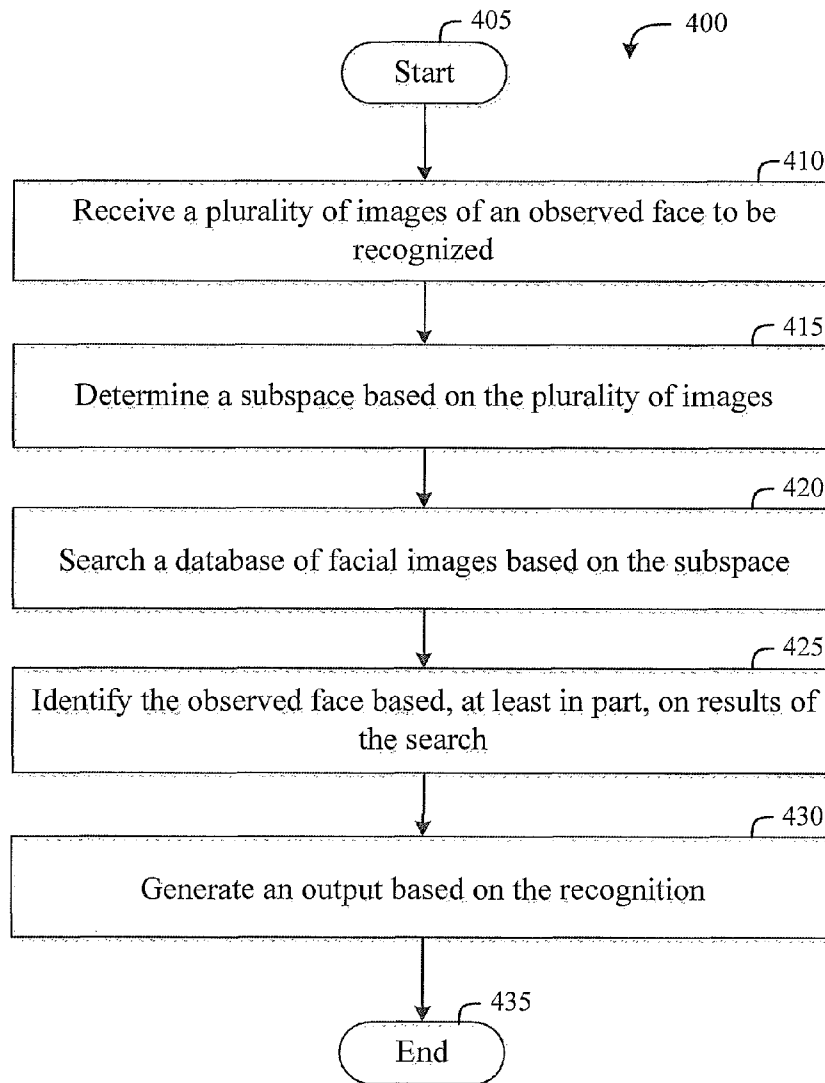 405
400
Start
410
Receive a plurality of images of an observed face to be
recognized
415
Determine a subspace based on the plurality of images
420
Search a database of facial images based on the subspace
425
Identify the observed face based, at least in part, on results of
the search
430
Generate an output based on the recognition
435
End